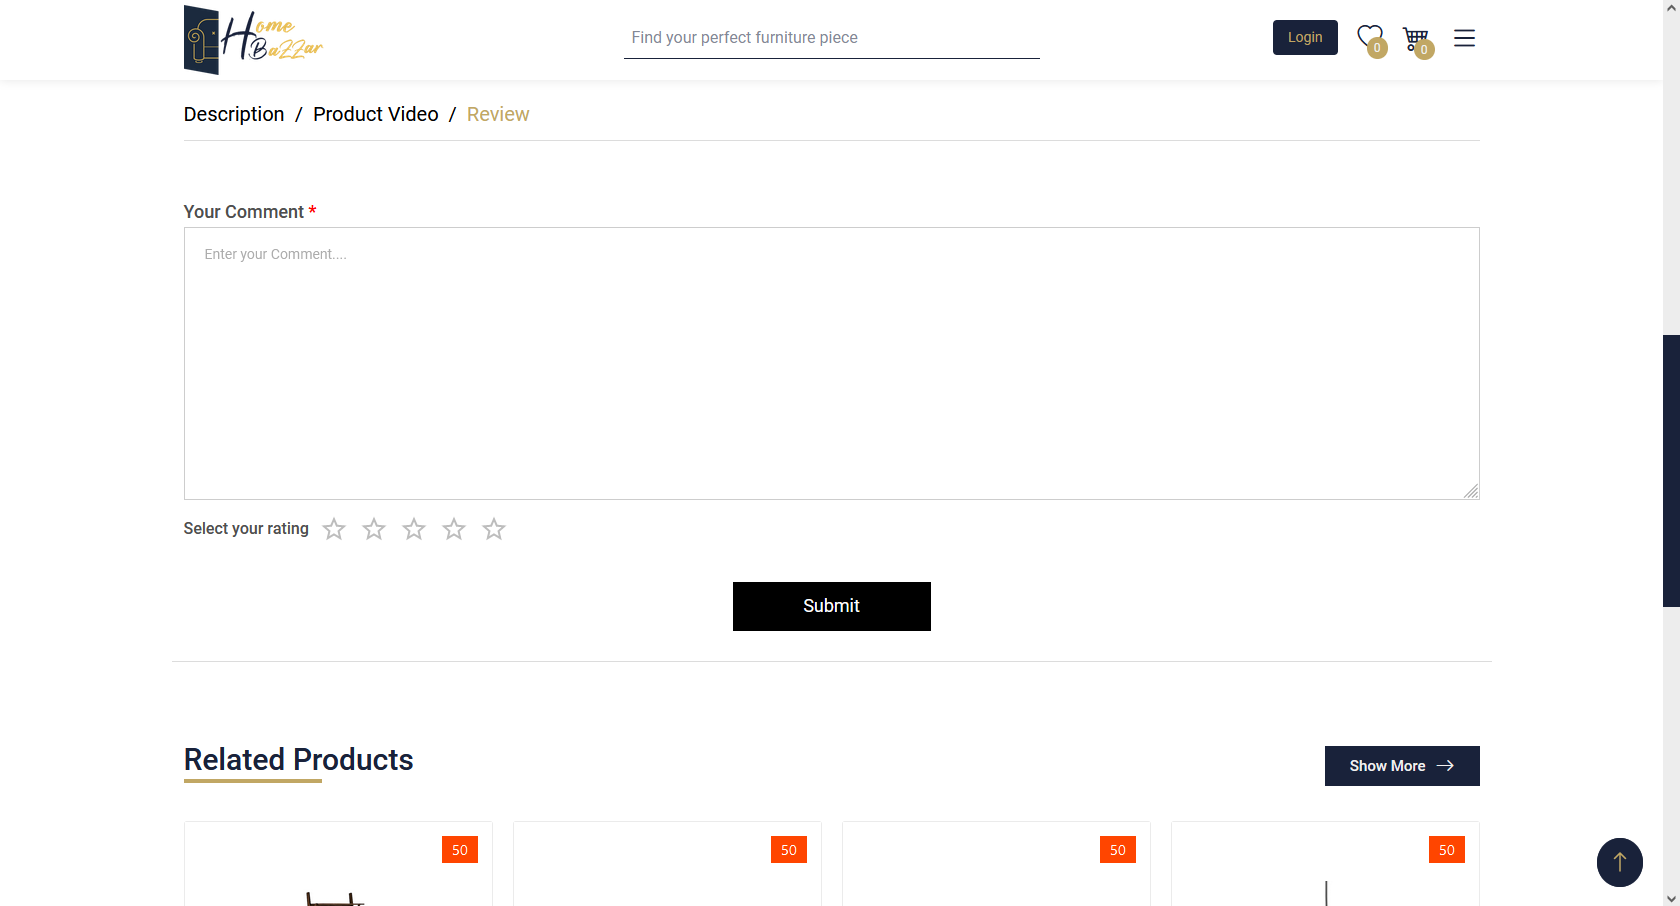 Home
BaZZar
Find your perfect furniture piece
Login
0
0
Description / Product Video / Review
Your Comment *
Enter your Comment....
Select your rating
Submit
Related Products
Show More
50
50
50
50